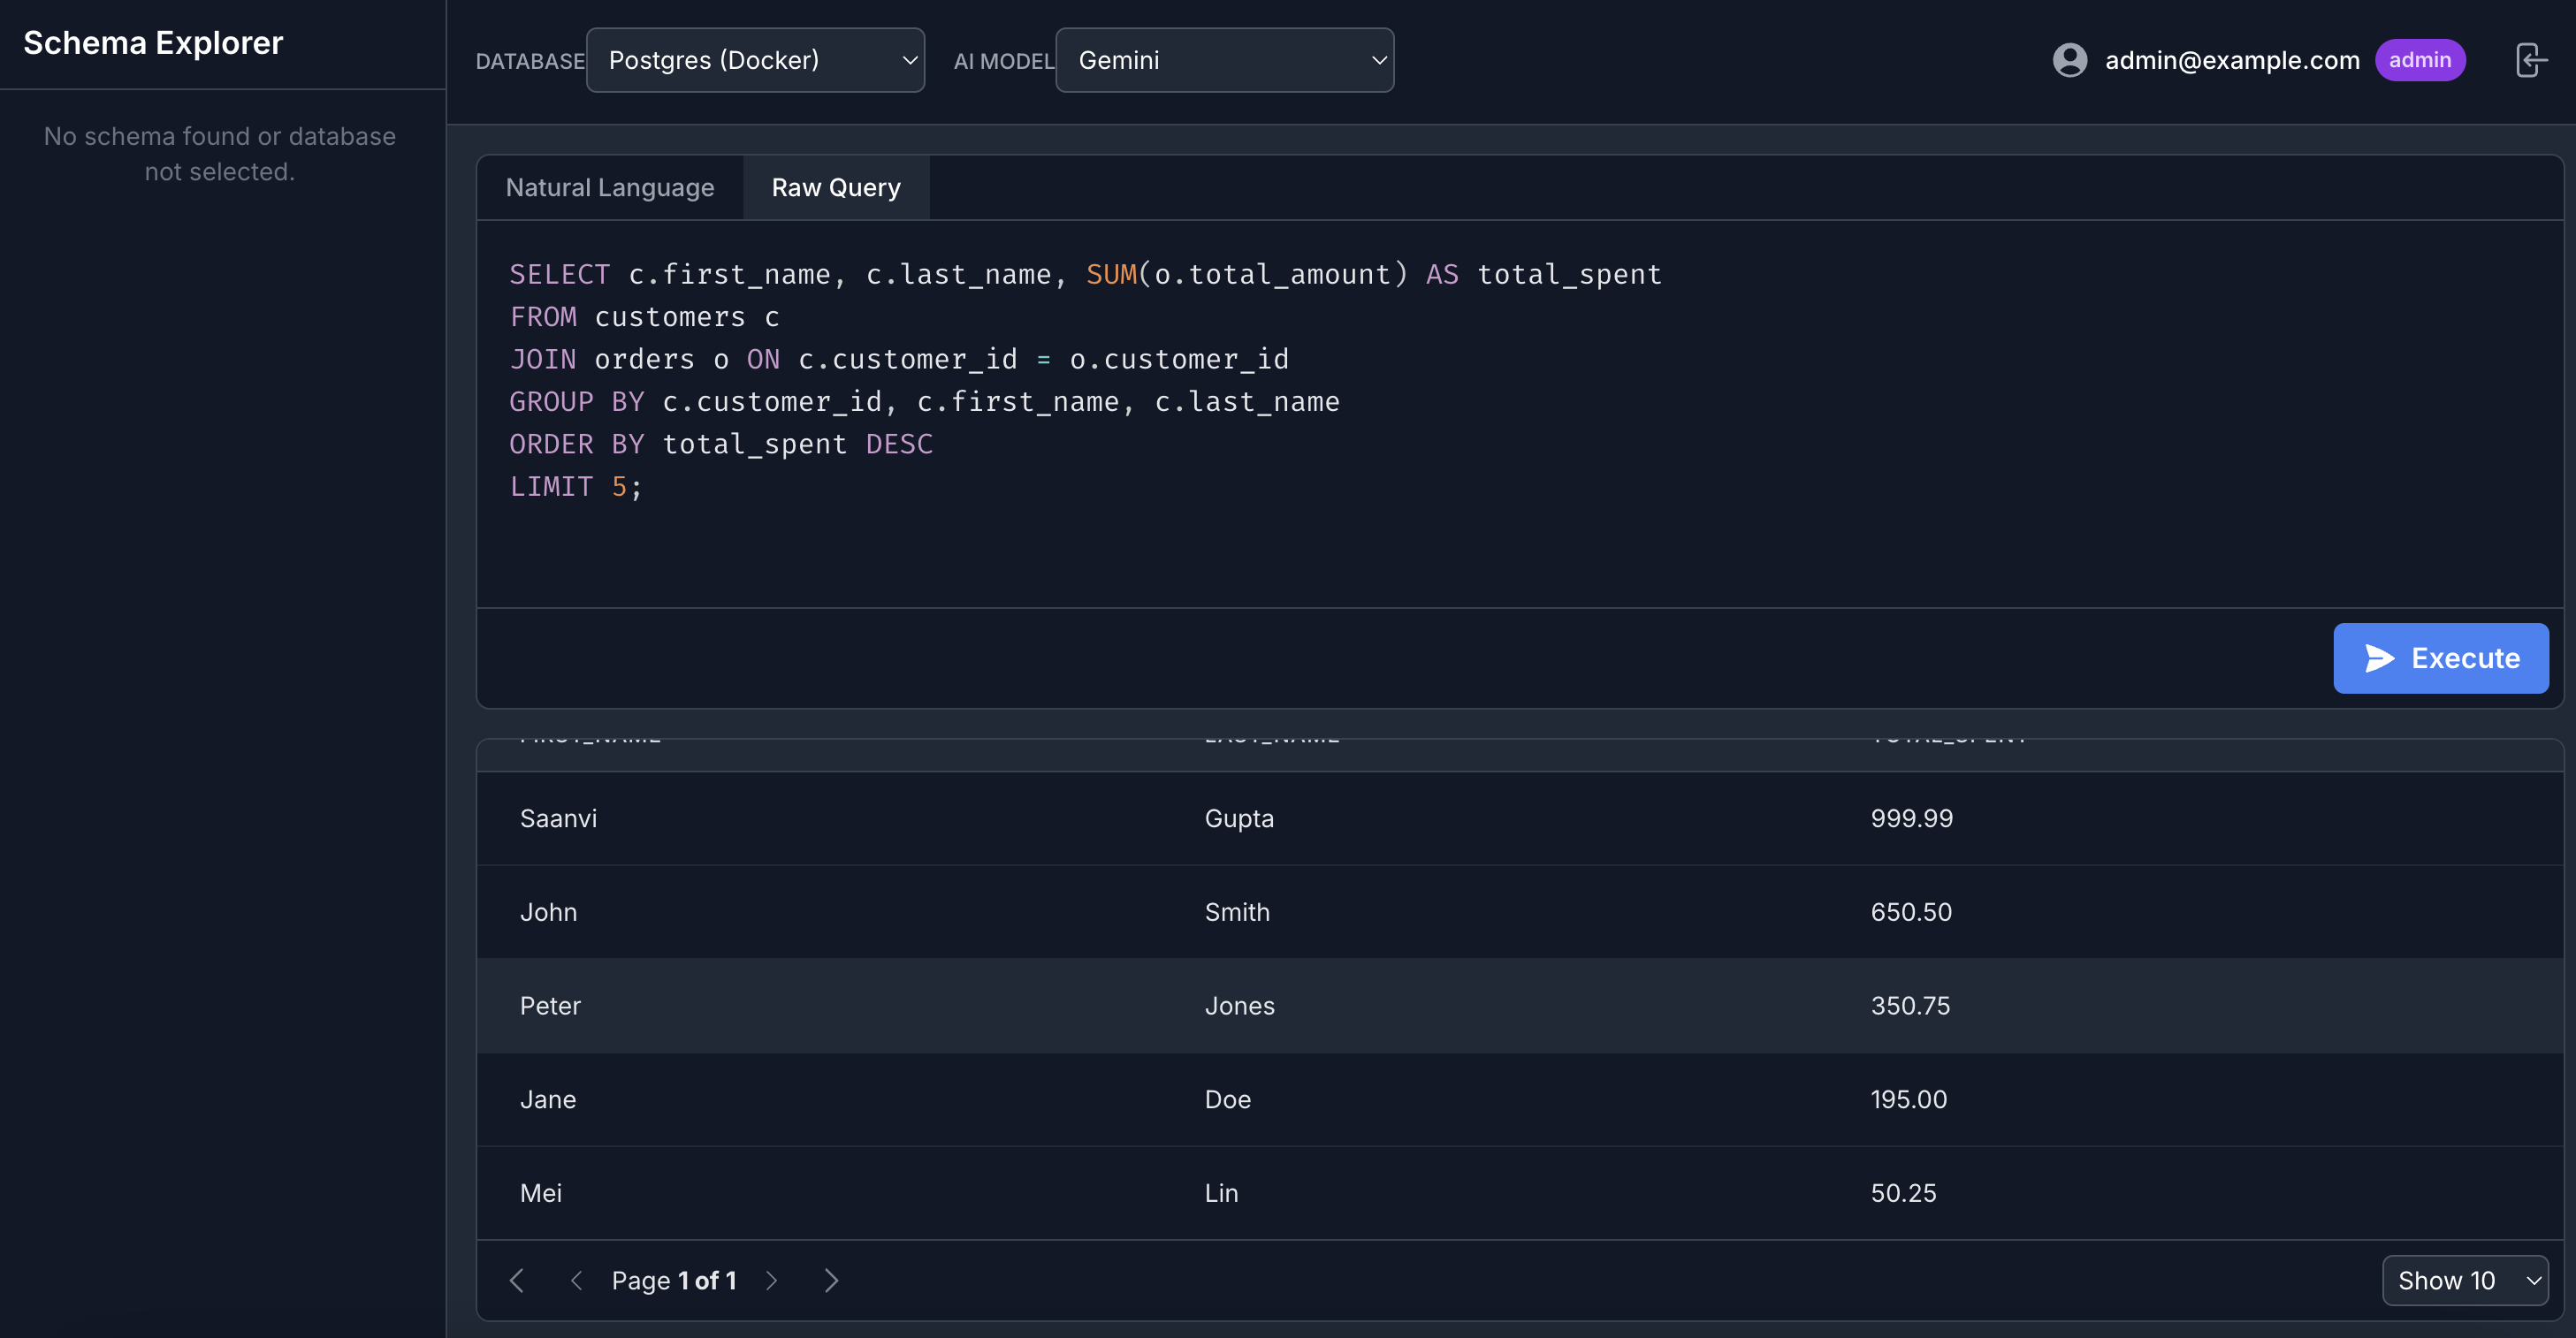 Schema Explorer
No schema found or database
not selected.
DATABASE Postgres (Docker) AI MODEL Gemini
admin@example.com admin
Natural Language Raw Query
SELECT c.first_name, c.last_name, SUM(o.total_amount) AS total_spent
FROM customers c
JOIN orders o ON c.customer_id = o.customer_id
GROUP BY c.customer_id, c.first_name, c.last_name
ORDER BY total_spent DESC
LIMIT 5;
Execute
FIRST_NAME LAST_NAME TOTAL_SPENT
Saanvi Gupta 999.99
John Smith 650.50
Peter Jones 350.75
Jane Doe 195.00
Mei Lin 50.25
Page 1 of 1 Show 10